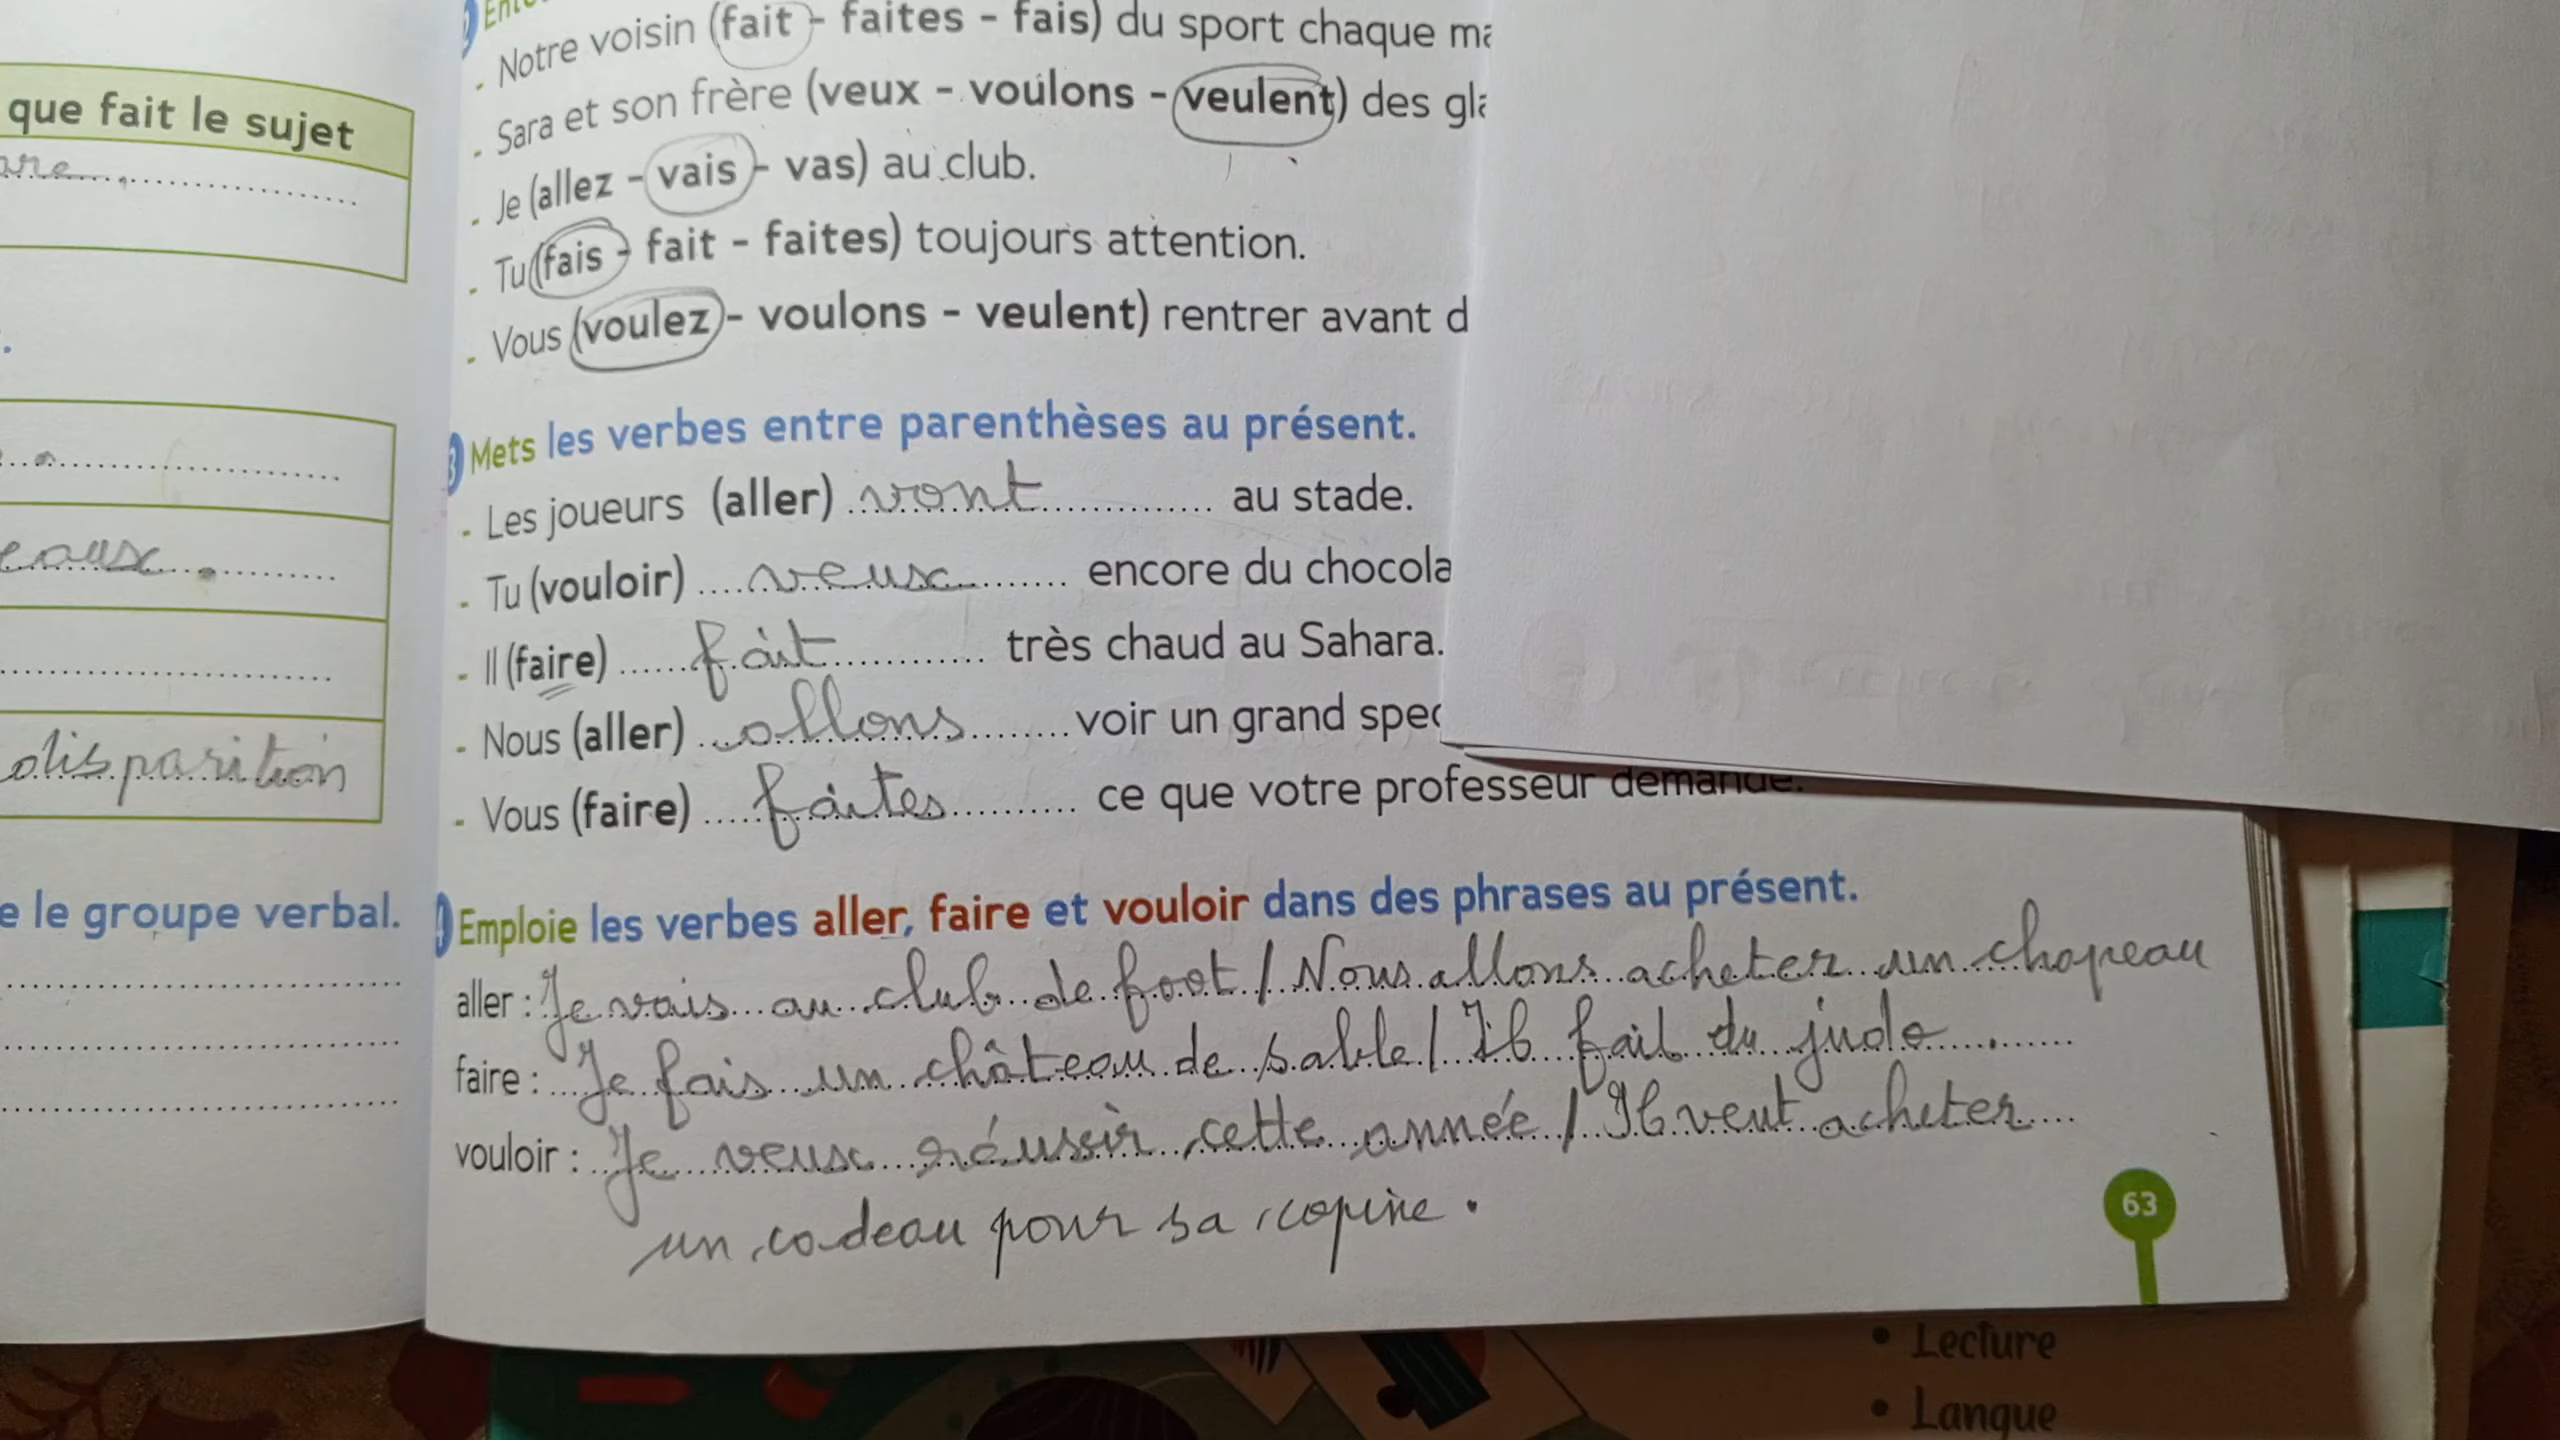 que fait le sujet
disparition
e le groupe verbal.
- Notre voisin (fait - faites - fais) du sport chaque
- Sara et son frère (veux - voulons - veulent) des
- Je (allez - vais - vas) au club.
- Tu (fais - fait - faites) toujours attention.
- Vous (voulez - voulons - veulent) rentrer avant d
3 Mets les verbes entre parenthèses au présent.
- Les joueurs (aller) vont au stade.
- Tu (vouloir) veux encore du chocola
- Il (faire) fait très chaud au Sahara.
- Nous (aller) allons voir un grand spec
- Vous (faire) faites ce que votre professeur demande.
4 Emploie les verbes aller, faire et vouloir dans des phrases au présent.
aller : Je vais au club de foot / Nous allons acheter un chapeau
faire : Je fais un château de sable / Il fait du judo .
vouloir : Je veux réussir cette année / Il veut acheter
un cadeau pour sa copine .
63
• Lecture
• Langue